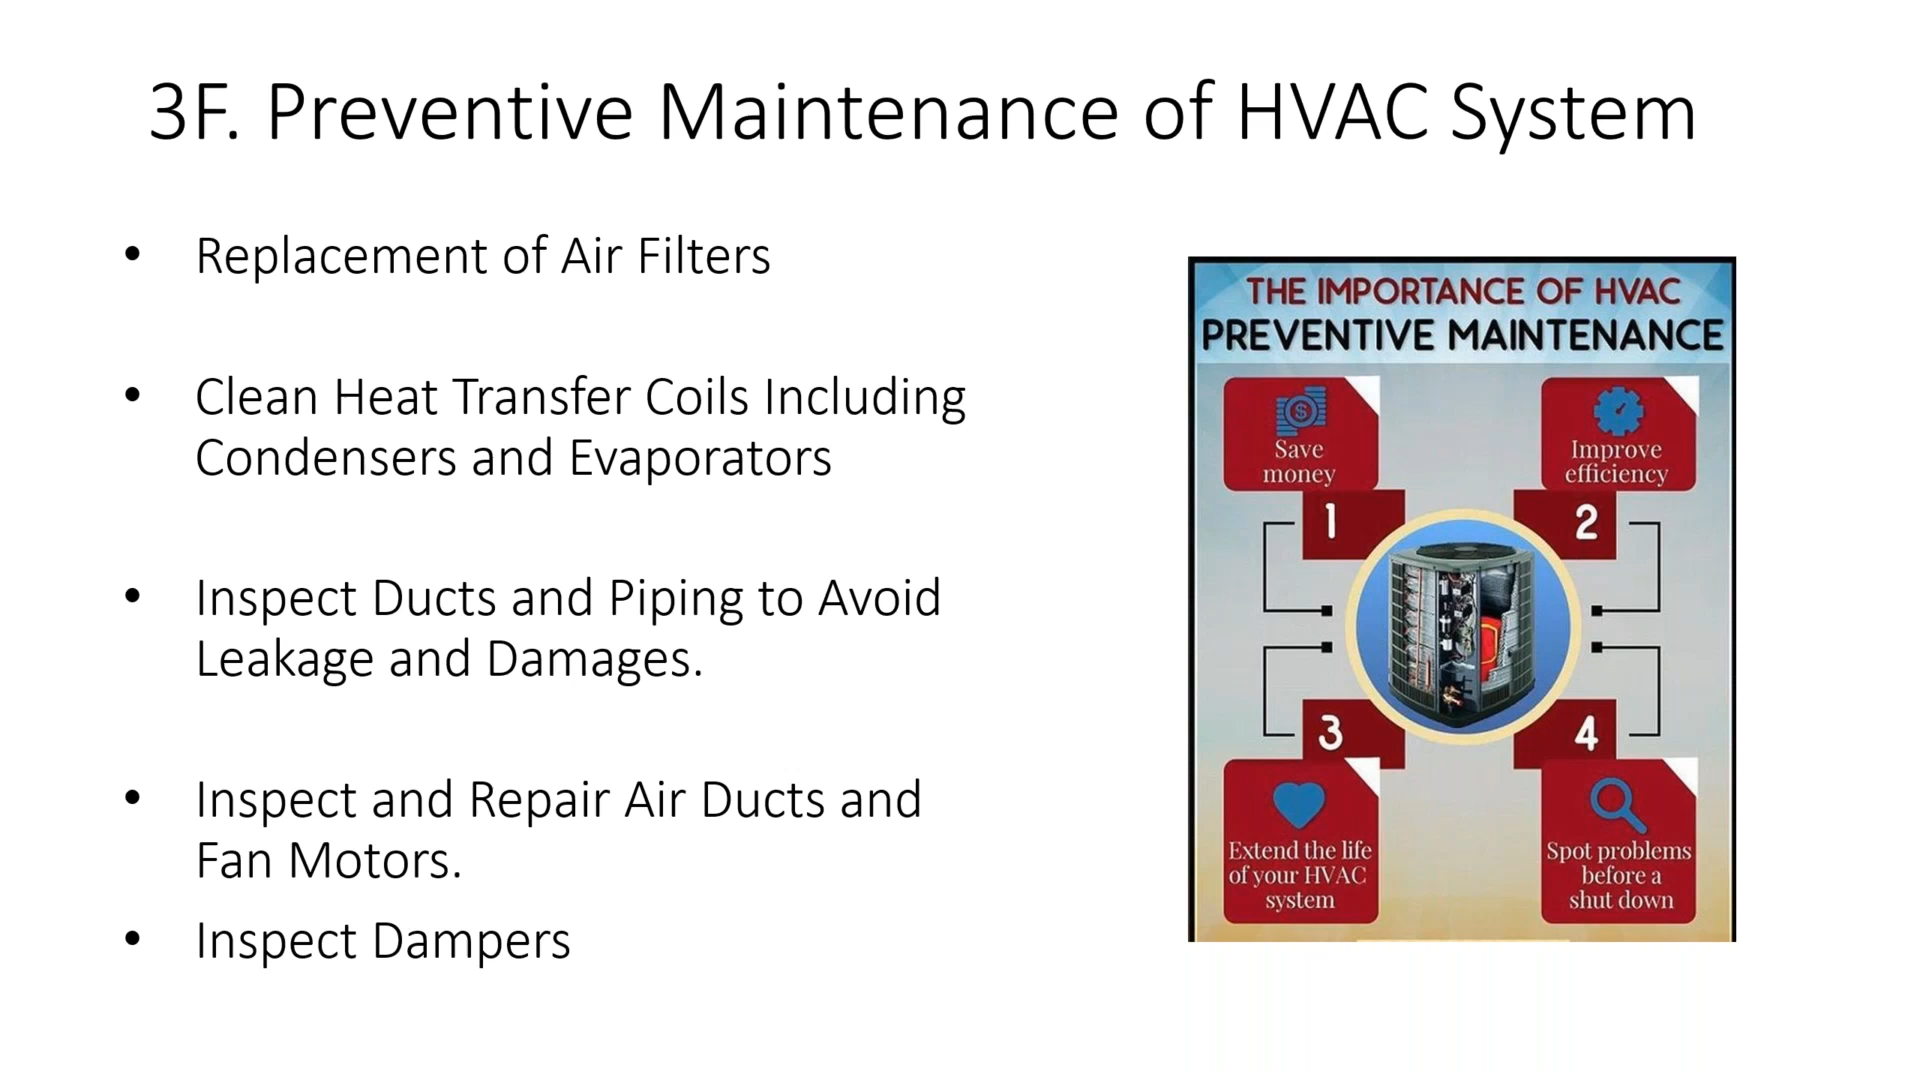 3F. Preventive Maintenance of HVAC System
• Replacement of Air Filters
• Clean Heat Transfer Coils Including
Condensers and Evaporators
• Inspect Ducts and Piping to Avoid
Leakage and Damages.
• Inspect and Repair Air Ducts and
Fan Motors.
• Inspect Dampers
THE IMPORTANCE OF HVAC
PREVENTIVE MAINTENANCE
$
Save
money
1
Improve
efficiency
2
3
Extend the life
of your HVAC
system
4
Spot problems
before a
shut down